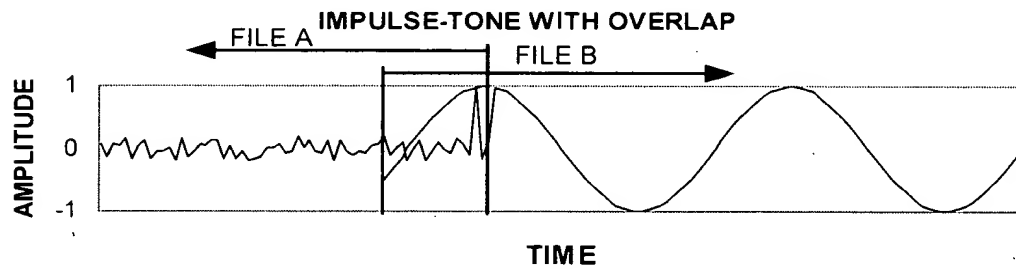 IMPULSE-TONE WITH OVERLAP
FILE A
FILE B
AMPLITUDE
1
0
-1
TIME